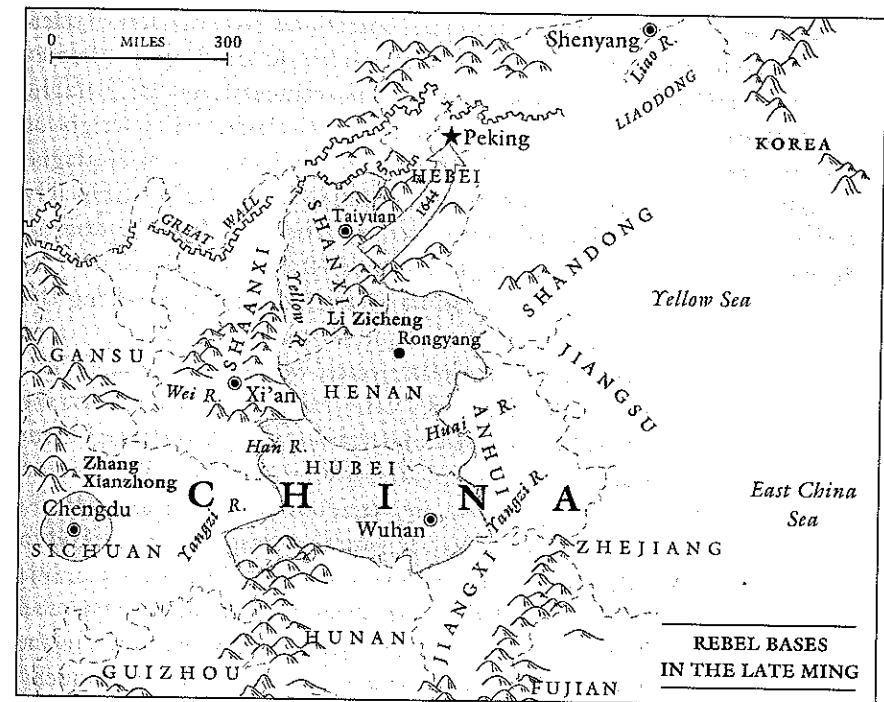 0 MILES 300
Shenyang
Liao R.
LIAODONG
Peking
KOREA
HEBEI
1644
GREAT WALL
Taiyuan
SHANXI
SHAANXI
Yellow R.
SHANDONG
Yellow Sea
Li Zicheng
Rongyang
GANSU
JIANGSU
Wei R.
Xi'an
HENAN
Huai R.
ANHUI
Han R.
HUBEI
Zhang
Xianzhong
CHINA
Yangzi R.
Yangzi R.
East China
Sea
Chengdu
Wuhan
SICHUAN
ZHEJIANG
JIANGXI
HUNAN
GUIZHOU
FUJIAN
REBEL BASES
IN THE LATE MING